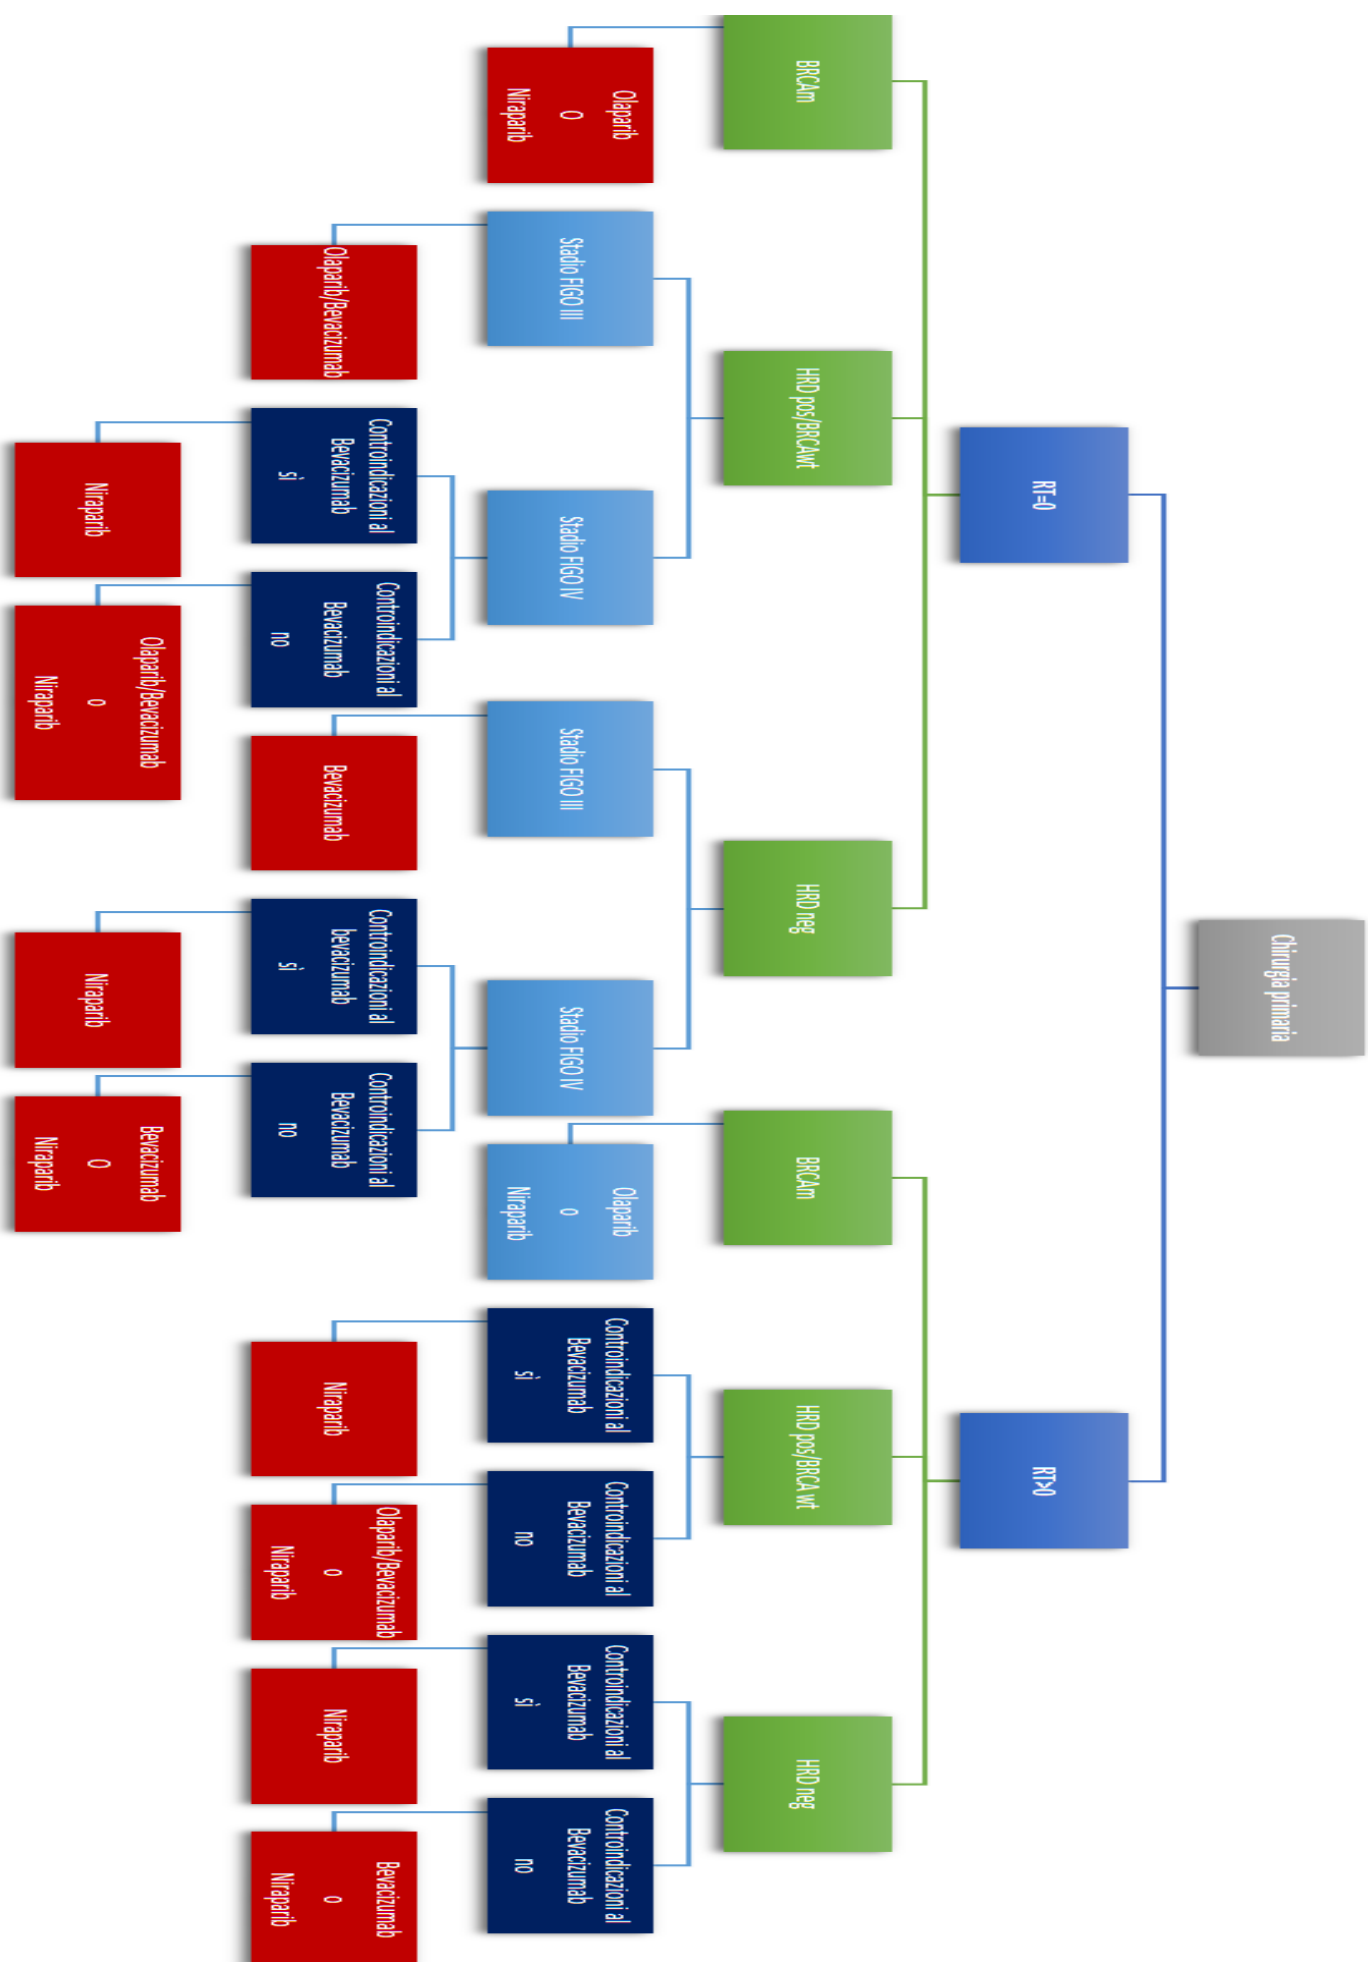 Chirurgia primaria
RT=0
RT>0
BRCAm
HRD pos/BRCAwt
HRD neg
BRCAm
HRD pos/BRCA wt
HRD neg
Olaparib
O
Niraparib
Stadio FIGO III
Stadio FIGO IV
Stadio FIGO III
Stadio FIGO IV
Olaparib
o
Niraparib
Controindicazioni al
Bevacizumab
sì
Controindicazioni al
Bevacizumab
no
Controindicazioni al
Bevacizumab
sì
Controindicazioni al
Bevacizumab
no
Olaparib/Bevacizumab
Controindicazioni al
Bevacizumab
sì
Controindicazioni al
Bevacizumab
no
Bevacizumab
Controindicazioni al
bevacizumab
sì
Controindicazioni al
Bevacizumab
no
Niraparib
Olaparib/Bevacizumab
o
Niraparib
Niraparib
Bevacizumab
o
Niraparib
Niraparib
Olaparib/Bevacizumab
o
Niraparib
Niraparib
Bevacizumab
O
Niraparib